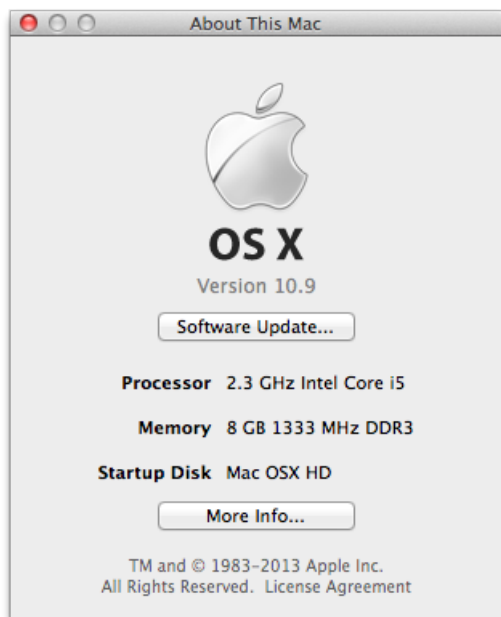 About This Mac
OS X
Version 10.9
Software Update...
Processor 2.3 GHz Intel Core i5
Memory 8 GB 1333 MHz DDR3
Startup Disk Mac OSX HD
More Info...
TM and © 1983–2013 Apple Inc.
All Rights Reserved. License Agreement